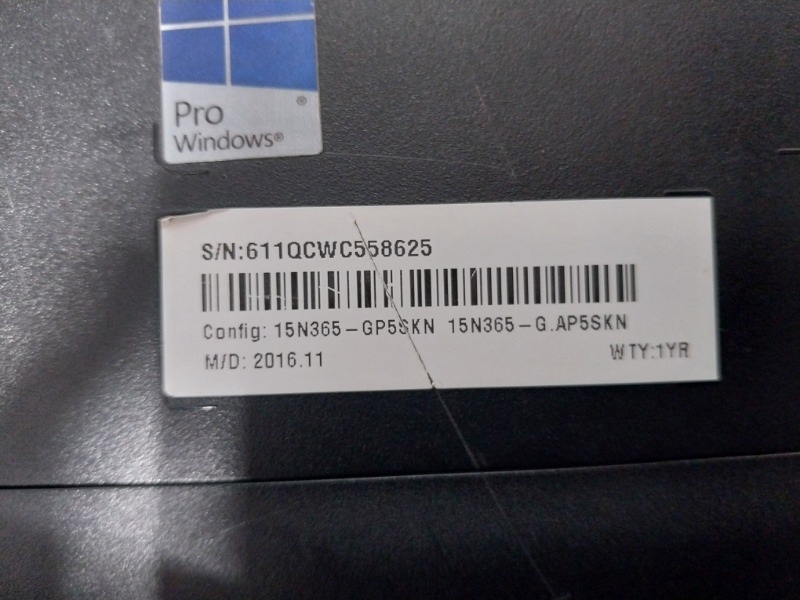 Pro ®
Windows®
S/N:611QCWC558625
Config: 15N365-GP5SKN 15N365-G.AP5SKN
M/D: 2016.11
WTY:1YR